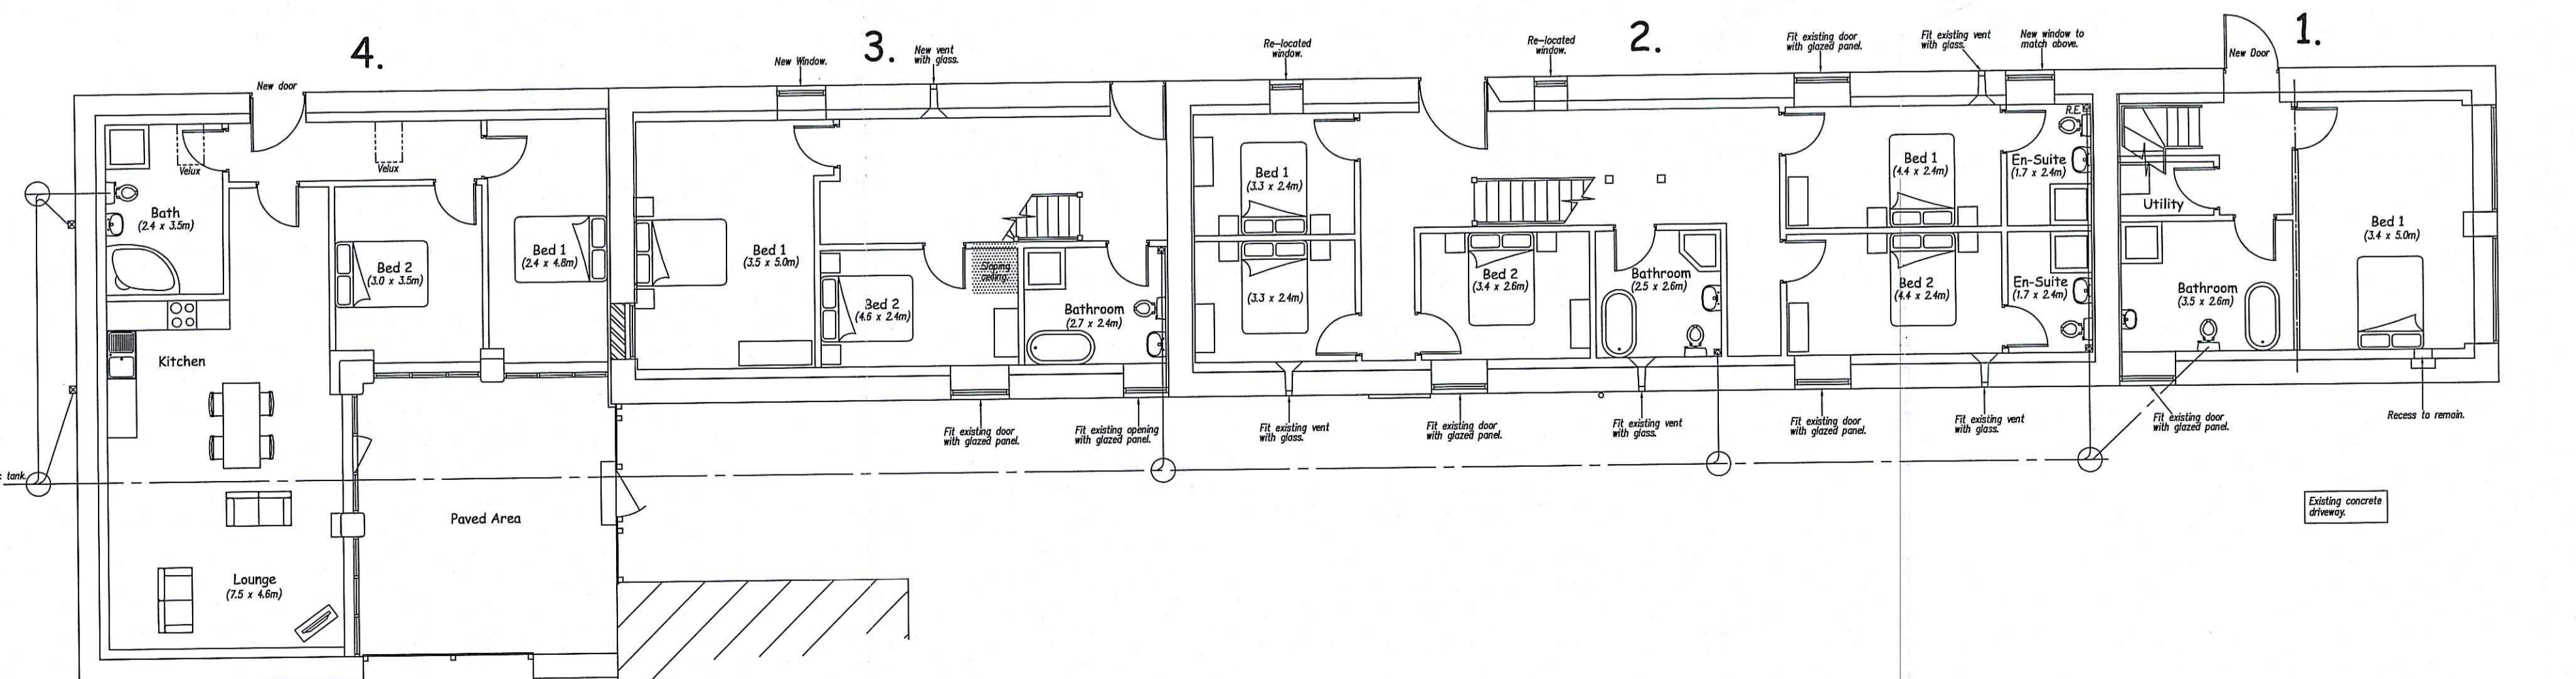 4.
3.
2.
1.
New door
New Window.
New vent
with glass.
Re-located
window.
Re-located
window.
Fit existing door
with glazed panel.
Fit existing vent
with glass.
New window to
match above.
New Door
Velux
Velux
Bath
(2.4 x 3.5m)
Bed 2
(3.0 x 3.5m)
Bed 1
(2.4 x 4.8m)
Kitchen
Lounge
(7.5 x 4.6m)
Paved Area
tank.
Bed 1
(3.5 x 5.0m)
Bed 2
(4.6 x 2.4m)
Sloping
ceiling.
Bathroom
(2.7 x 2.4m)
Fit existing door
with glazed panel.
Fit existing opening
with glazed panel.
Bed 1
(3.3 x 2.4m)
(3.3 x 2.4m)
Bed 2
(3.4 x 2.6m)
Bathroom
(2.5 x 2.6m)
Bed 1
(4.4 x 2.4m)
Bed 2
(4.4 x 2.4m)
R.E.
En-Suite
(1.7 x 2.4m)
En-Suite
(1.7 x 2.4m)
Fit existing vent
with glass.
Fit existing door
with glazed panel.
Fit existing vent
with glass.
Fit existing door
with glazed panel.
Fit existing vent
with glass.
Utility
Bathroom
(3.5 x 2.6m)
Bed 1
(3.4 x 5.0m)
Fit existing door
with glazed panel.
Recess to remain.
Existing concrete
driveway.